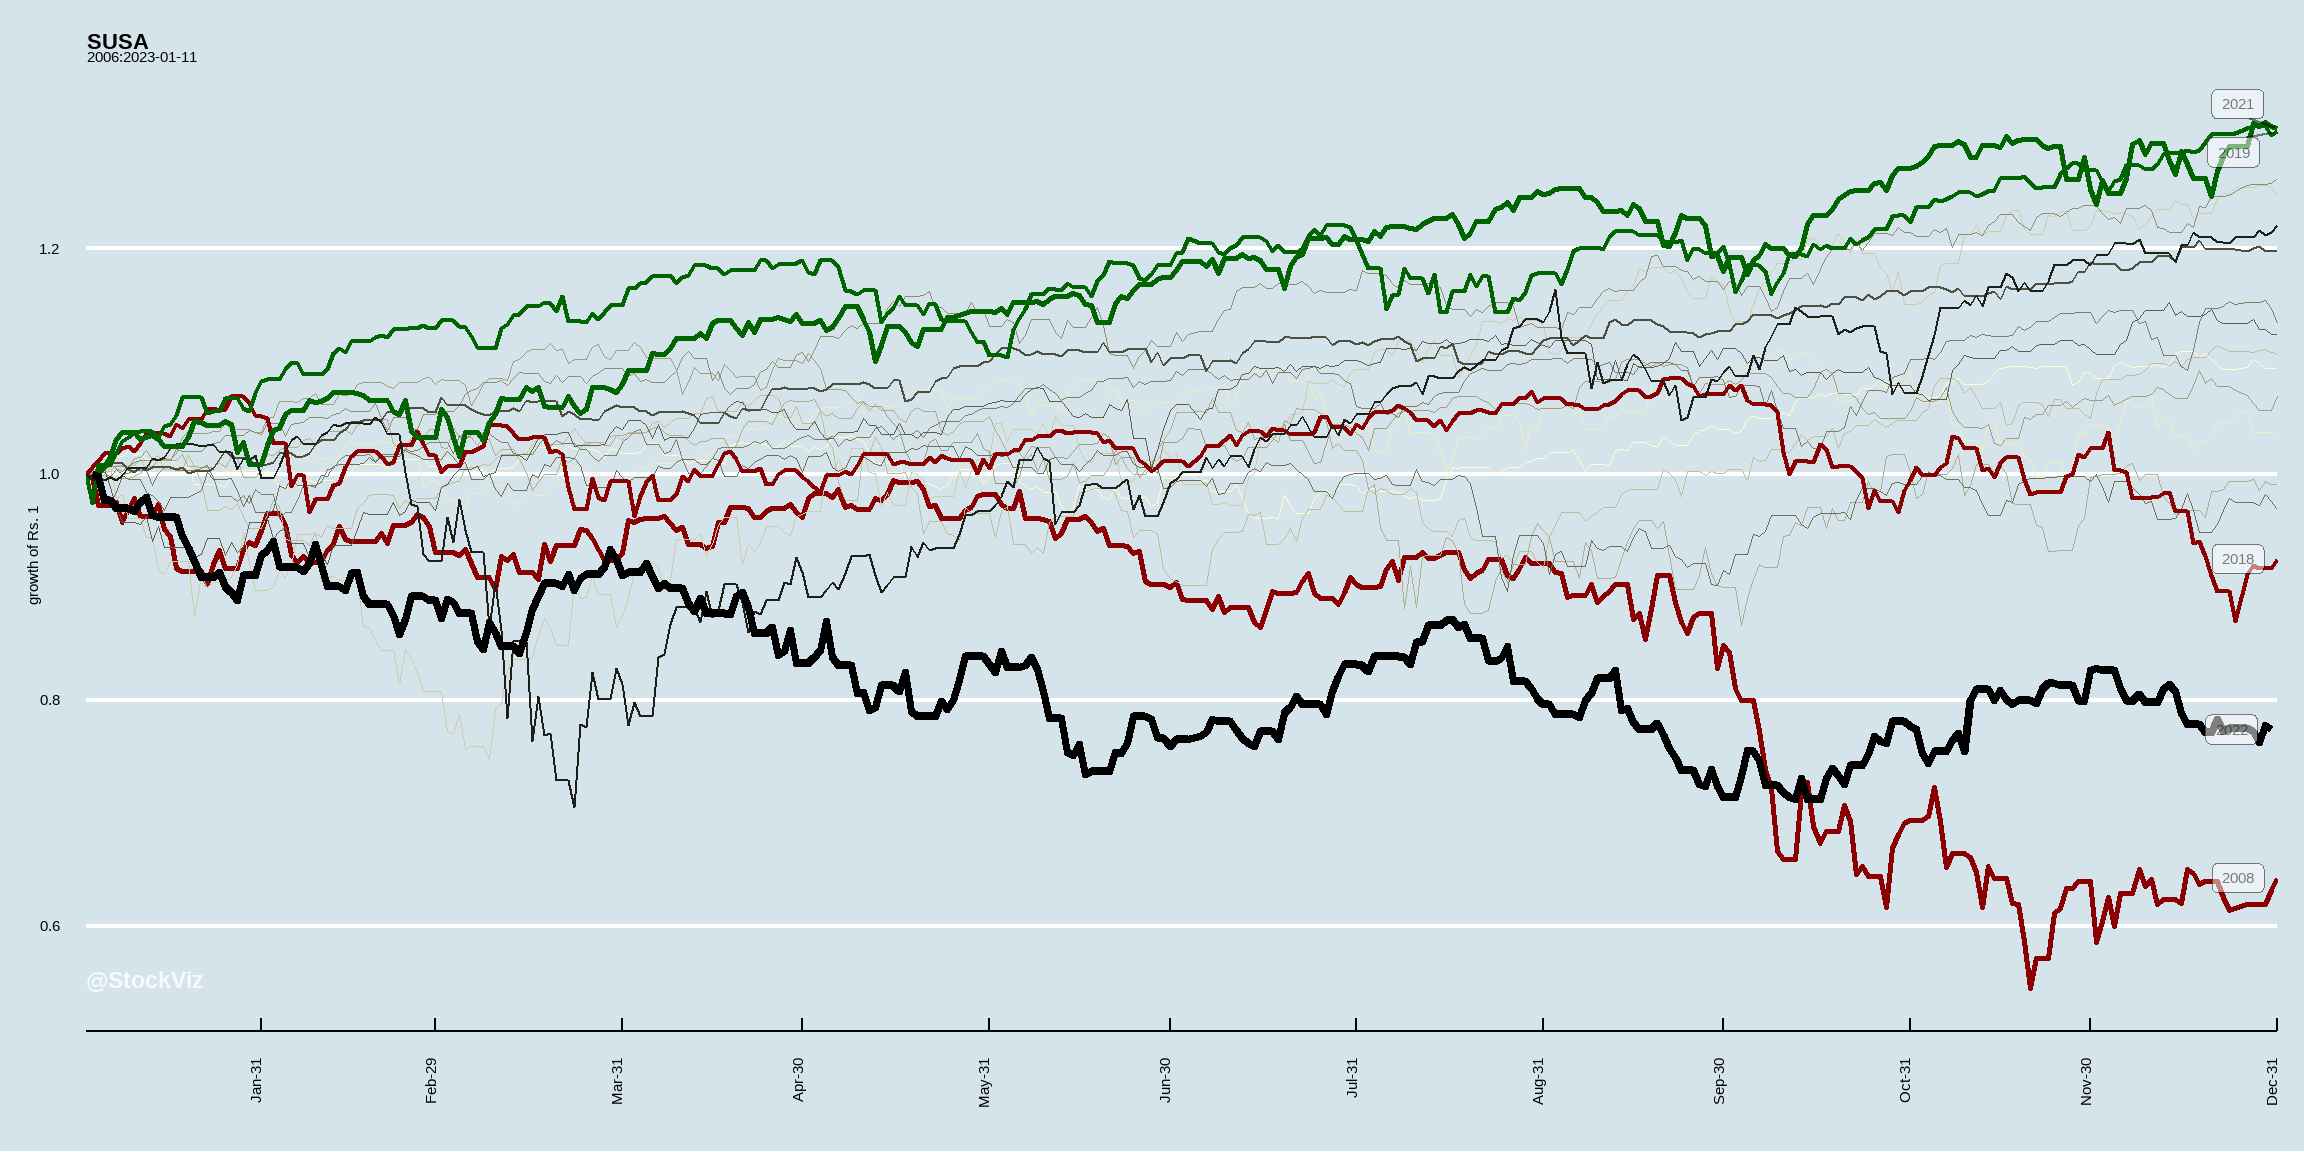 SUSA
2006:2023-01-11
2021
2019
1.2
1.0
growth of Rs. 1
2018
0.8
2022
2008
0.6
@StockViz
Jan-31
Feb-29
Mar-31
Apr-30
May-31
Jun-30
Jul-31
Aug-31
Sep-30
Oct-31
Nov-30
Dec-31